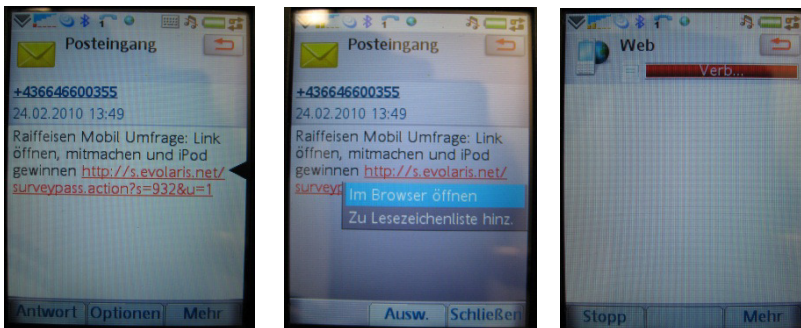 Posteingang
+436646600355
24.02.2010 13:49
Raiffeisen Mobil Umfrage: Link
öffnen, mitmachen und iPod
gewinnen http://s.evolaris.net/
surveypass.action?s=932&u=1
Antwort Optionen Mehr
Posteingang
+436646600355
24.02.2010 13:49
Raiffeisen Mobil Umfrage: Link
öffnen, mitmachen und iPod
gewinnen http://s.evolaris.net/
surveyp
Im Browser öffnen
Zu Lesezeichenliste hinz.
Ausw. Schließen
Web
Verb...
Stopp Mehr